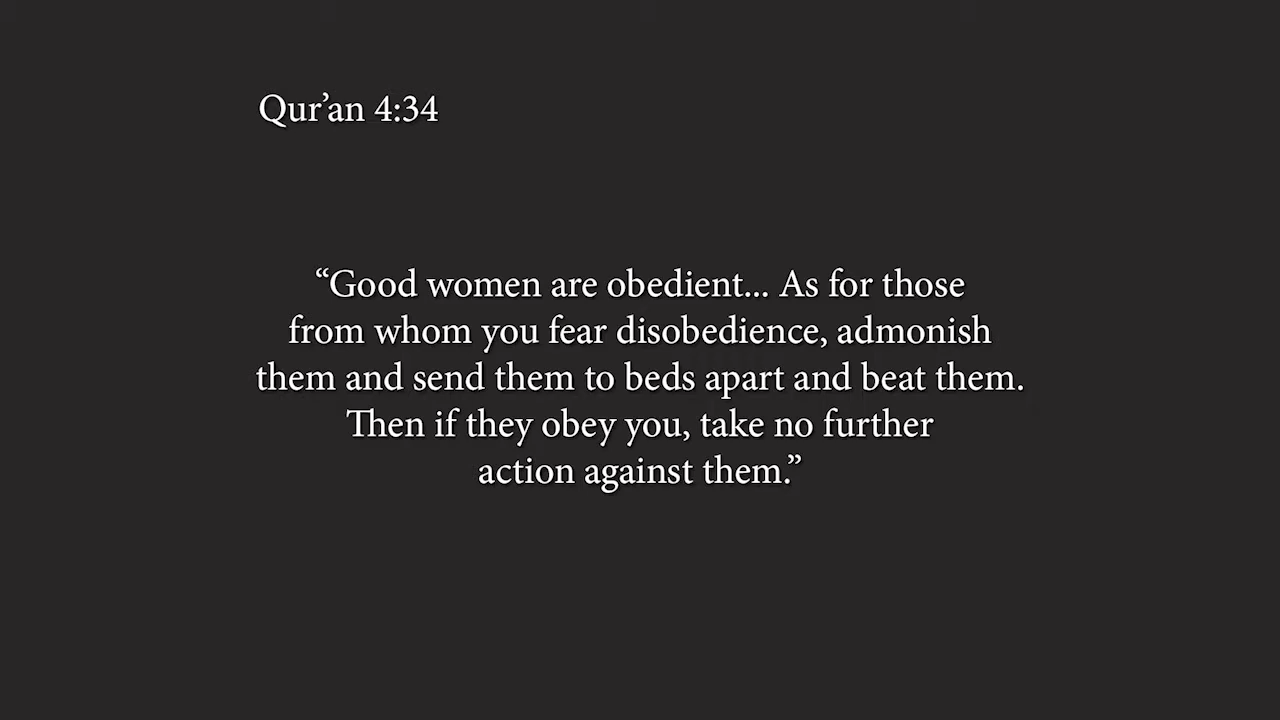 Qur’an 4:34
“Good women are obedient... As for those
from whom you fear disobedience, admonish
them and send them to beds apart and beat them.
Then if they obey you, take no further
action against them.”